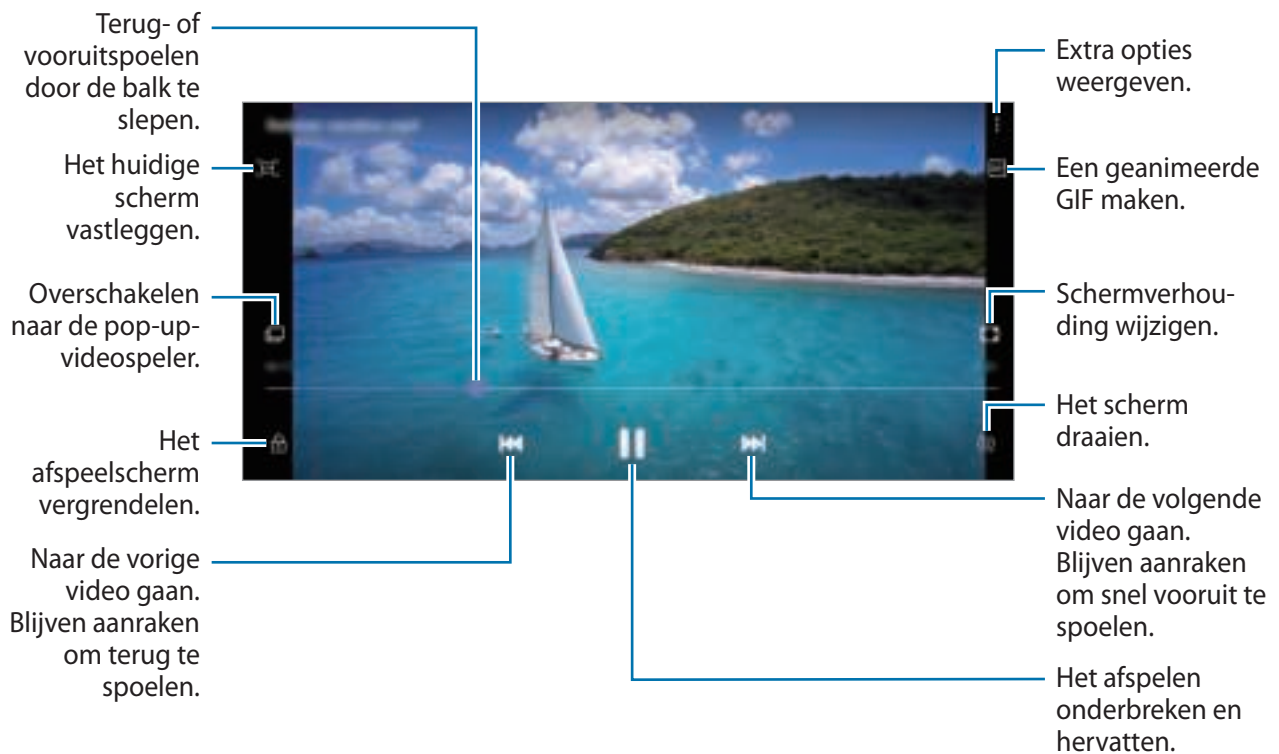 Terug- of
vooruitspoelen
door de balk te
slepen.
Het huidige
scherm
vastleggen.
Overschakelen
naar de pop-up-
videospeler.
Het
afspeelscherm
vergrendelen.
Naar de vorige
video gaan.
Blijven aanraken
om terug te
spoelen.
Extra opties
weergeven.
Een geanimeerde
GIF maken.
Schermverhou-
ding wijzigen.
Het scherm
draaien.
Naar de volgende
video gaan.
Blijven aanraken
om snel vooruit te
spoelen.
Het afspelen
onderbreken en
hervatten.